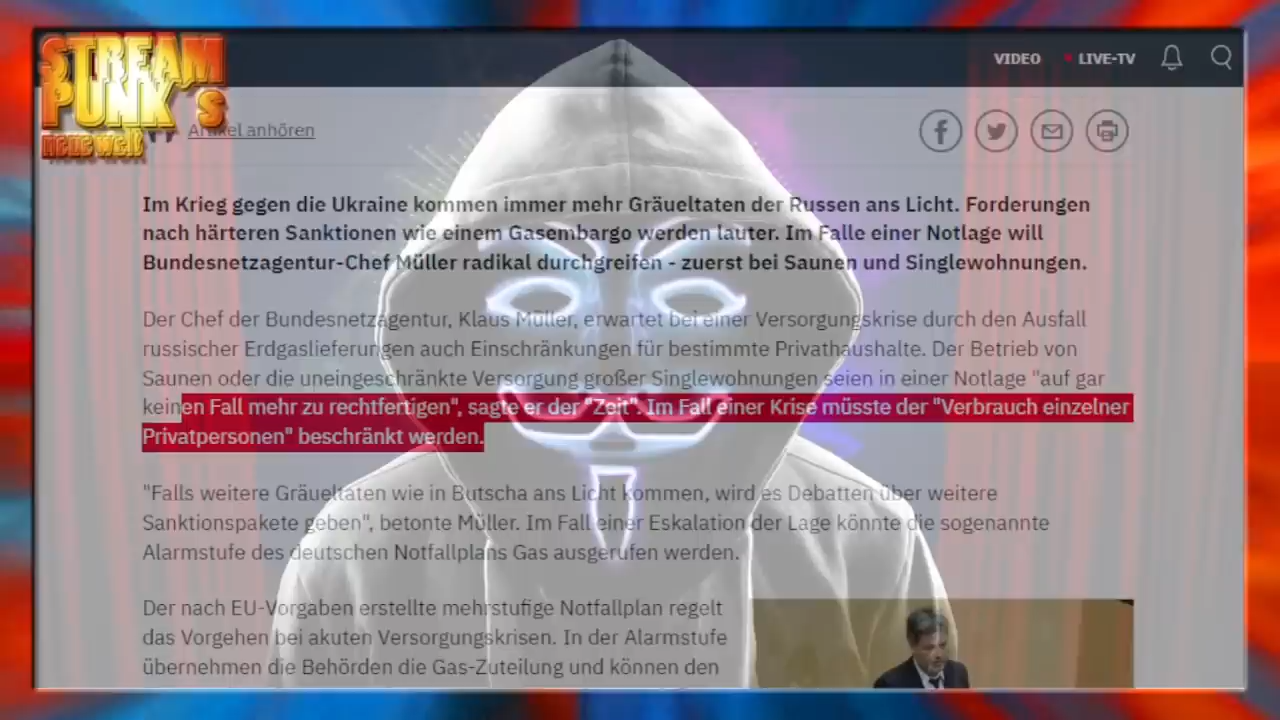 STREAM
PUNK´s
neue welt
VIDEO
LIVE-TV
Artikel anhören
Im Krieg gegen die Ukraine kommen immer mehr Gräueltaten der Russen ans Licht. Forderungen
nach härteren Sanktionen wie einem Gasembargo werden lauter. Im Falle einer Notlage will
Bundesnetzagentur-Chef Müller radikal durchgreifen - zuerst bei Saunen und Singlewohnungen.
Der Chef der Bundesnetzagentur, Klaus Müller, erwartet bei einer Versorgungskrise durch den Ausfall
russischer Erdgaslieferungen auch Einschränkungen für bestimmte Privathaushalte. Der Betrieb von
Saunen oder die uneingeschränkte Versorgung großer Singlewohnungen seien in einer Notlage "auf gar
keinen Fall mehr zu rechtfertigen", sagte er der "Zeit". Im Fall einer Krise müsste der "Verbrauch einzelner
Privatpersonen" beschränkt werden.
"Falls weitere Gräueltaten wie in Butscha ans Licht kommen, wird es Debatten über weitere
Sanktionspakete geben", betonte Müller. Im Fall einer Eskalation der Lage könnte die sogenannte
Alarmstufe des deutschen Notfallplans Gas ausgerufen werden.
Der nach EU-Vorgaben erstellte mehrstufige Notfallplan regelt
das Vorgehen bei akuten Versorgungskrisen. In der Alarmstufe
übernehmen die Behörden die Gas-Zuteilung und können den